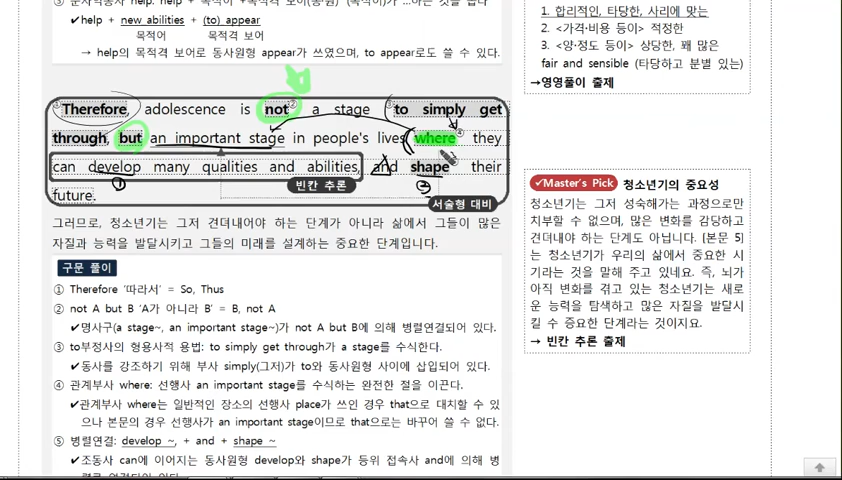 ③ 준사역동사 help: help + 목적어 +목적격 보어(동원) '(목적어)가 …하는 것을 돕다'
✔help + new abilities + (to) appear
목적어 목적격 보어
→ help의 목적격 보어로 동사원형 appear가 쓰였으며, to appear로도 쓸 수 있다.
①Therefore, adolescence is not② a stage ③to simply get
through, but an important stage in people's lives where④ they
can develop many qualities and abilities, and shape their
① ②
빈칸 추론
future.
서술형 대비
그러므로, 청소년기는 그저 견뎌내어야 하는 단계가 아니라 삶에서 그들이 많은
자질과 능력을 발달시키고 그들의 미래를 설계하는 중요한 단계입니다.
구문 풀이
① Therefore '따라서' = So, Thus
② not A but B 'A가 아니라 B' = B, not A
✔명사구(a stage~, an important stage~)가 not A but B에 의해 병렬연결되어 있다.
③ to부정사의 형용사적 용법: to simply get through가 a stage를 수식한다.
✔동사를 강조하기 위해 부사 simply(그저)가 to와 동사원형 사이에 삽입되어 있다.
④ 관계부사 where: 선행사 an important stage를 수식하는 완전한 절을 이끈다.
✔관계부사 where는 일반적인 장소의 선행사 place가 쓰인 경우 that으로 대치할 수 있
으나 본문의 경우 선행사가 an important stage이므로 that으로는 바꾸어 쓸 수 없다.
⑤ 병렬연결: develop ~, + and + shape ~
✔조동사 can에 이어지는 동사원형 develop와 shape가 등위 접속사 and에 의해 병
1. 합리적인, 타당한, 사리에 맞는
2. <가격·비용 등이> 적정한
3. <양·정도 등이> 상당한, 꽤 많은
fair and sensible (타당하고 분별 있는)
→영영풀이 출제
✔Master's Pick 청소년기의 중요성
청소년기는 그저 성숙해가는 과정으로만
치부할 수 없으며, 많은 변화를 감당하고
견뎌내야 하는 단계도 아닙니다. [본문 5]
는 청소년기가 우리의 삶에서 중요한 시
기라는 것을 말해 주고 있네요. 즉, 뇌가
아직 변화를 겪고 있는 청소년기는 새로
운 능력을 탐색하고 많은 자질을 발달시
킬 수 중요한 단계라는 것이지요.
→ 빈칸 추론 출제